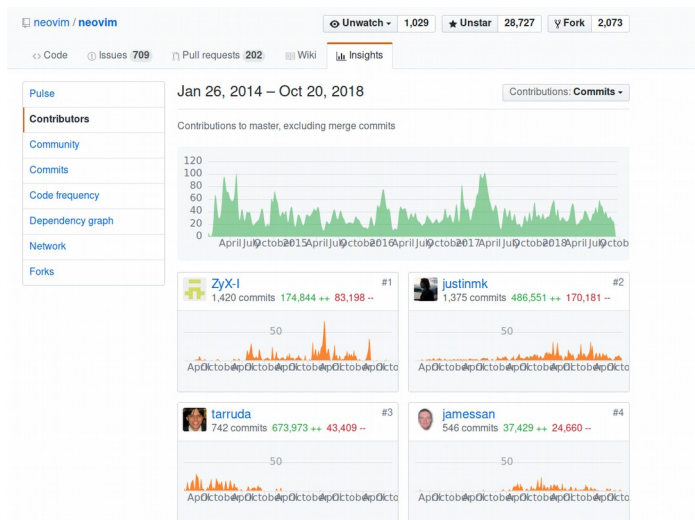 neovim / neovim
Unwatch 1,029 Unstar 28,727 Fork 2,073
Code Issues 709 Pull requests 202 Wiki Insights
Pulse
Contributors
Community
Commits
Code frequency
Dependency graph
Network
Forks
Jan 26, 2014 – Oct 20, 2018
Contributions: Commits
Contributions to master, excluding merge commits
120
100
80
60
40
20
0
April July October 2015 April July October 2016 April July October 2017 April July October 2018 April July Octob
ZyX-I #1
1,420 commits 174,844 ++ 83,198 --
50
justinmk #2
1,375 commits 486,551 ++ 170,181 --
50
tarruda #3
742 commits 673,973 ++ 43,409 --
50
jamessan #4
546 commits 37,429 ++ 24,660 --
50